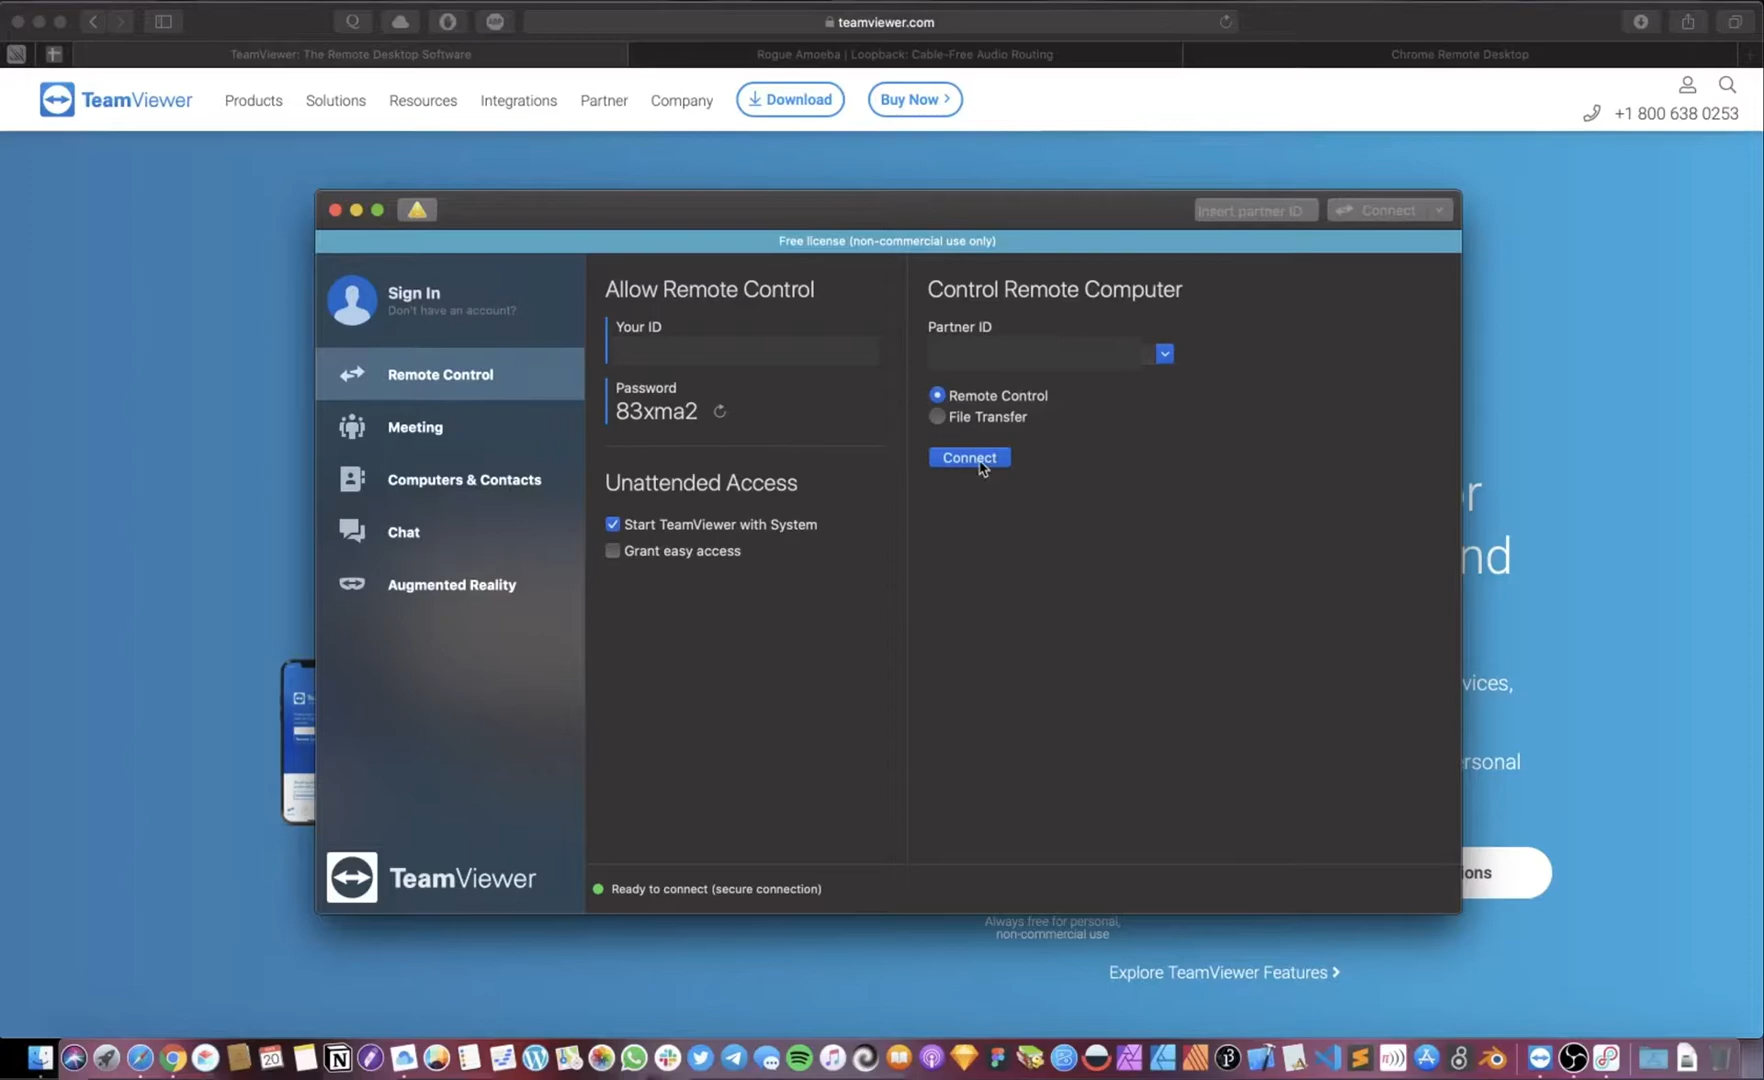 teamviewer.com
TeamViewer: The Remote Desktop Software
Rogue Amoeba | Loopback: Cable-Free Audio Routing
Chrome Remote Desktop
TeamViewer
Products
Solutions
Resources
Integrations
Partner
Company
Download
Buy Now
+1 800 638 0253
Insert partner ID
Connect
Free license (non-commercial use only)
Sign In
Don't have an account?
Remote Control
Meeting
Computers & Contacts
Chat
Augmented Reality
TeamViewer
Allow Remote Control
Your ID
Password
83xma2
Unattended Access
Start TeamViewer with System
Grant easy access
Control Remote Computer
Partner ID
Remote Control
File Transfer
Connect
Ready to connect (secure connection)
Always free for personal,
non-commercial use
Explore TeamViewer Features